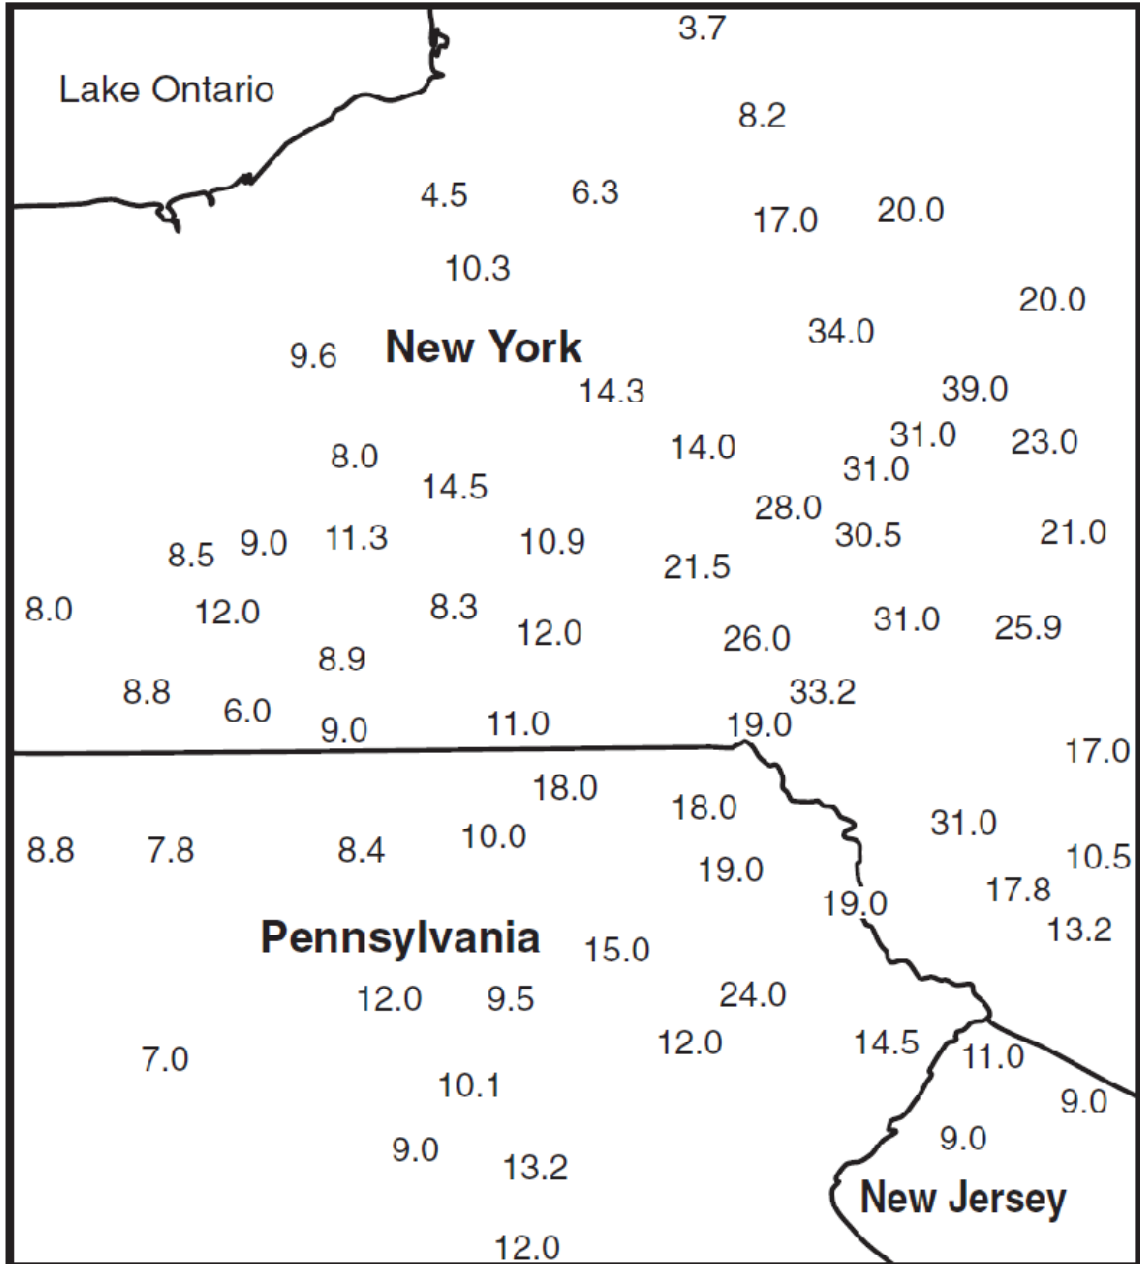 3.7
Lake Ontario
8.2
4.5 6.3
17.0 20.0
10.3
20.0
34.0
9.6 New York
14.3 39.0
14.0 31.0 23.0
8.0 31.0
14.5
28.0
8.5 9.0 11.3 10.9 30.5 21.0
21.5
8.0 12.0 8.3
12.0 26.0 31.0 25.9
8.9
8.8 33.2
6.0
9.0 11.0 19.0
17.0
18.0
18.0
31.0
8.8 7.8 8.4 10.0
10.5
19.0
17.8
19.0
13.2
Pennsylvania 15.0
12.0 9.5 24.0
12.0 14.5
7.0 11.0
10.1
9.0
9.0 9.0
13.2
New Jersey
12.0